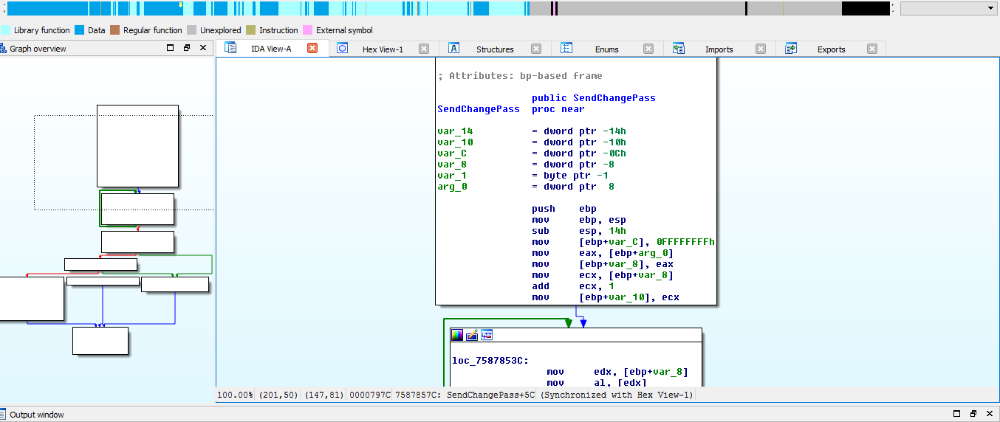 Library function Data Regular function Unexplored Instruction External symbol
Graph overview
IDA View-A Hex View-1 Structures Enums Imports Exports
; Attributes: bp-based frame
public SendChangePass
SendChangePass proc near
var_14 = dword ptr -14h
var_10 = dword ptr -10h
var_C = dword ptr -0Ch
var_8 = dword ptr -8
var_1 = byte ptr -1
arg_0 = dword ptr 8
push ebp
mov ebp, esp
sub esp, 14h
mov [ebp+var_C], 0FFFFFFFFh
mov eax, [ebp+arg_0]
mov [ebp+var_8], eax
mov ecx, [ebp+var_8]
add ecx, 1
mov [ebp+var_10], ecx
loc_7587853C:
mov edx, [ebp+var_8]
mov al, [edx]
100.00% (201,50) (147,81) 0000797C 7587857C: SendChangePass+5C (Synchronized with Hex View-1)
Output window